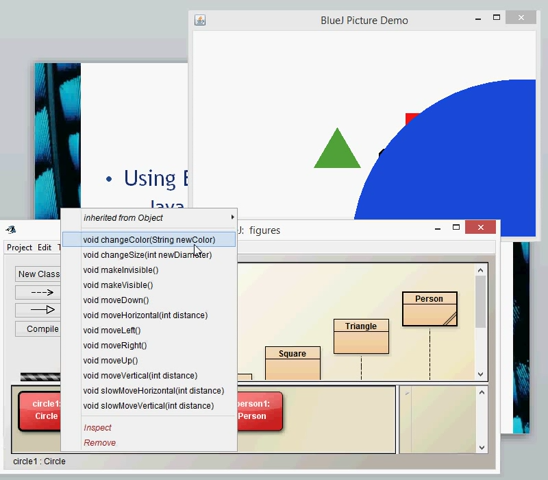 BlueJ Picture Demo
• Using
Java
J: figures
Project Edit
New Class
Compile
inherited from Object
void changeColor(String newColor)
void changeSize(int newDiameter)
void makeInvisible()
void makeVisible()
void moveDown()
void moveHorizontal(int distance)
void moveLeft()
void moveRight()
void moveUp()
void moveVertical(int distance)
void slowMoveHorizontal(int distance)
void slowMoveVertical(int distance)
Inspect
Remove
Person
Triangle
Square
circle1:
Circle
person1:
Person
circle1 : Circle